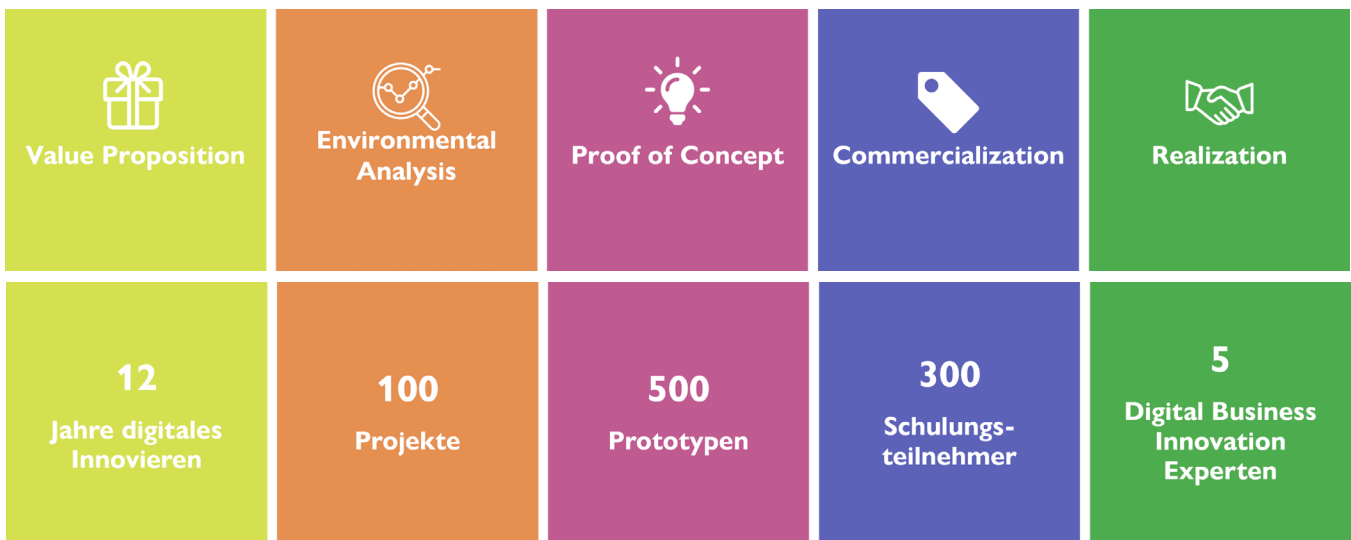 Value Proposition
Environmental
Analysis
Proof of Concept
Commercialization
Realization
12
Jahre digitales
Innovieren
100
Projekte
500
Prototypen
300
Schulungs-
teilnehmer
5
Digital Business
Innovation
Experten